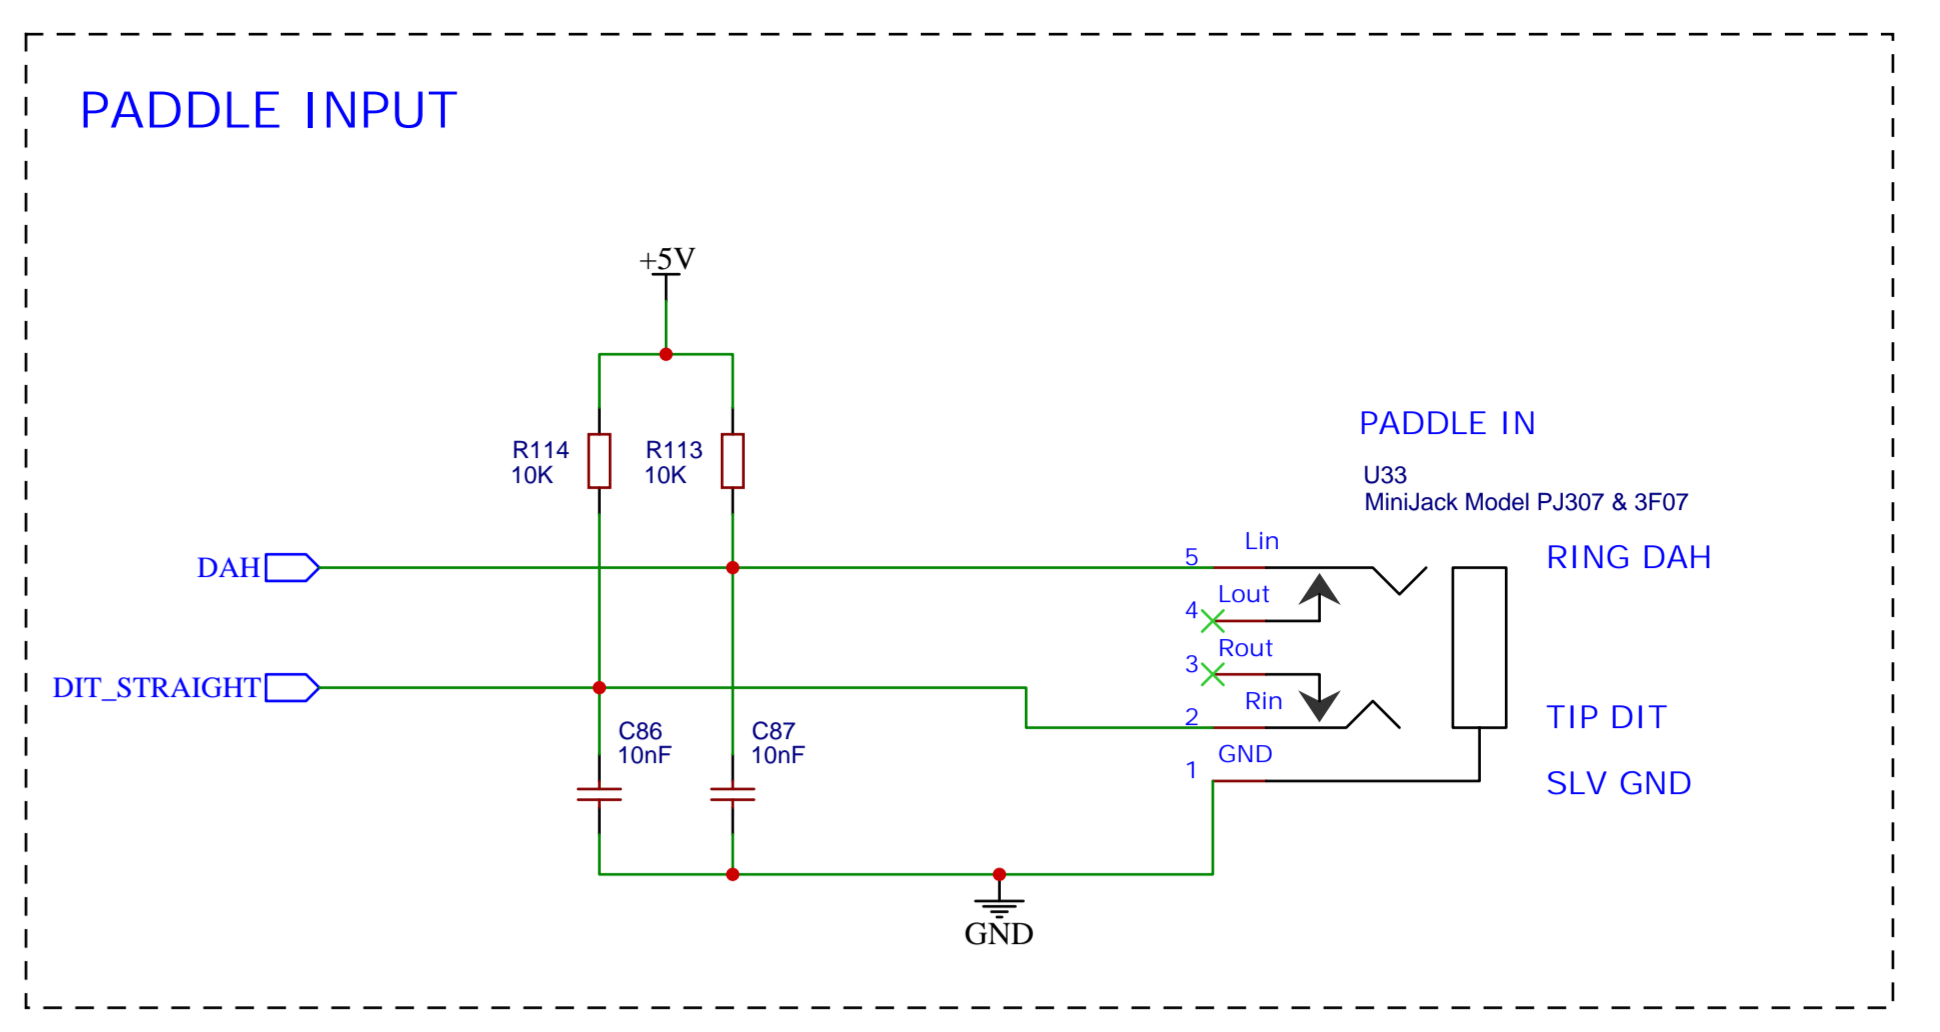 PADDLE INPUT
+5V
R114
10K
R113
10K
PADDLE IN
U33
MiniJack Model PJ307 & 3F07
DAH
5
Lin
RING DAH
4
Lout
3
Rout
DIT_STRAIGHT
2
Rin
TIP DIT
C86
10nF
C87
10nF
1
GND
SLV GND
GND